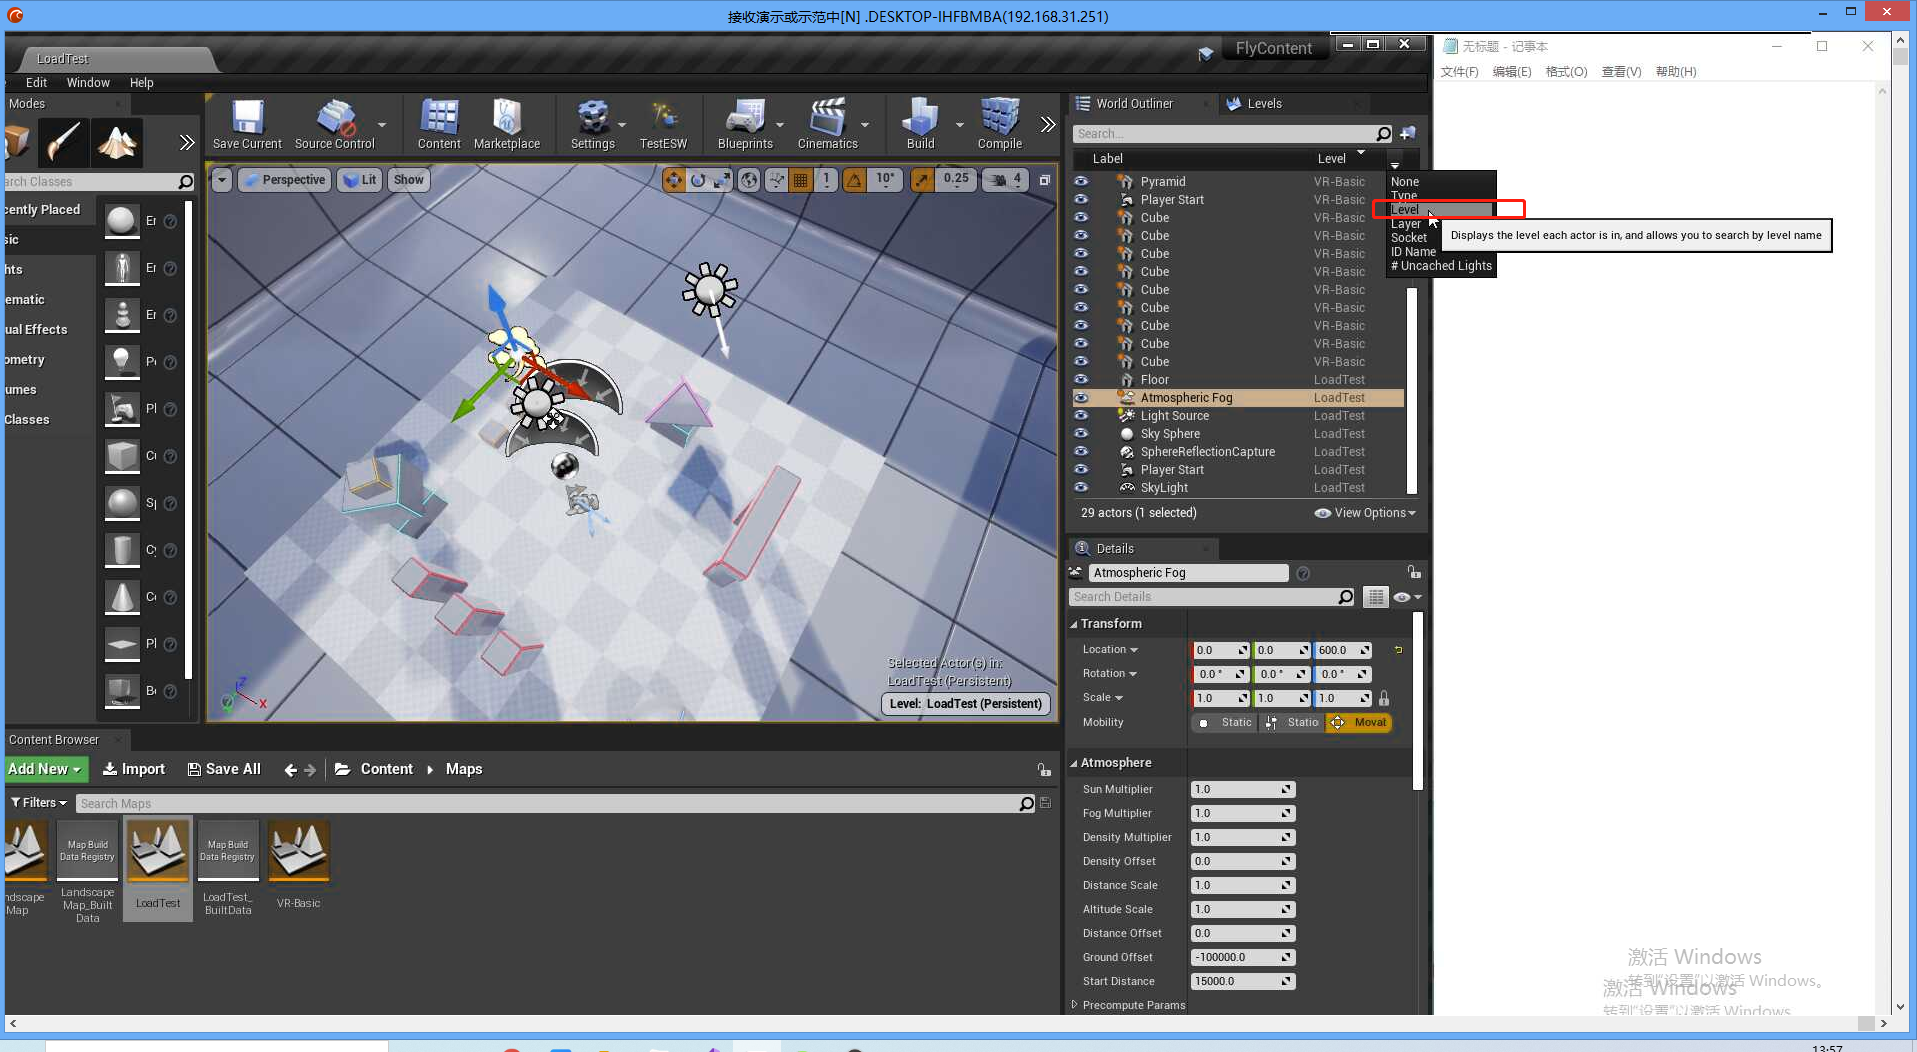 接收演示或示范中[N] .DESKTOP-IHFBMBA(192.168.31.251)
LoadTest
FlyContent
Edit Window Help
Modes
Save Current
Source Control
Content
Marketplace
Settings
TestESW
Blueprints
Cinematics
Build
Compile
arch Classes
cently Placed
sic
hts
ematic
ual Effects
ometry
umes
Classes
Perspective
Lit
Show
1
10°
0.25
4
Selected Actor(s) in:
LoadTest (Persistent)
Level: LoadTest (Persistent)
World Outliner
Levels
Search...
Label Level
Pyramid VR-Basic
Player Start VR-Basic
Cube VR-Basic
Cube VR-Basic
Cube VR-Basic
Cube VR-Basic
Cube VR-Basic
Cube VR-Basic
Cube VR-Basic
Cube VR-Basic
Cube VR-Basic
Floor LoadTest
Atmospheric Fog LoadTest
Light Source LoadTest
Sky Sphere LoadTest
SphereReflectionCapture LoadTest
Player Start LoadTest
SkyLight LoadTest
29 actors (1 selected)
View Options
None
Type
Level
Layer
Socket
ID Name
# Uncached Lights
Displays the level each actor is in, and allows you to search by level name
Details
Atmospheric Fog
Search Details
Transform
Location 0.0 0.0 600.0
Rotation 0.0 ° 0.0 ° 0.0 °
Scale 1.0 1.0 1.0
Mobility Static Statio Moval
Atmosphere
Sun Multiplier 1.0
Fog Multiplier 1.0
Density Multiplier 1.0
Density Offset 0.0
Distance Scale 1.0
Altitude Scale 1.0
Distance Offset 0.0
Ground Offset -100000.0
Start Distance 15000.0
Precompute Params
Content Browser
Add New
Import
Save All
Content
Maps
Filters
Search Maps
ndscape
Map
Map Build
Data Registry
Landscape
Map_Built
Data
LoadTest
Map Build
Data Registry
LoadTest_
BuiltData
VR-Basic
无标题 - 记事本
文件(F) 编辑(E) 格式(O) 查看(V) 帮助(H)
激活 Windows
转到"设置"以激活 Windows。
激活 Windows
转到"设置"以激活 Windows
13:57